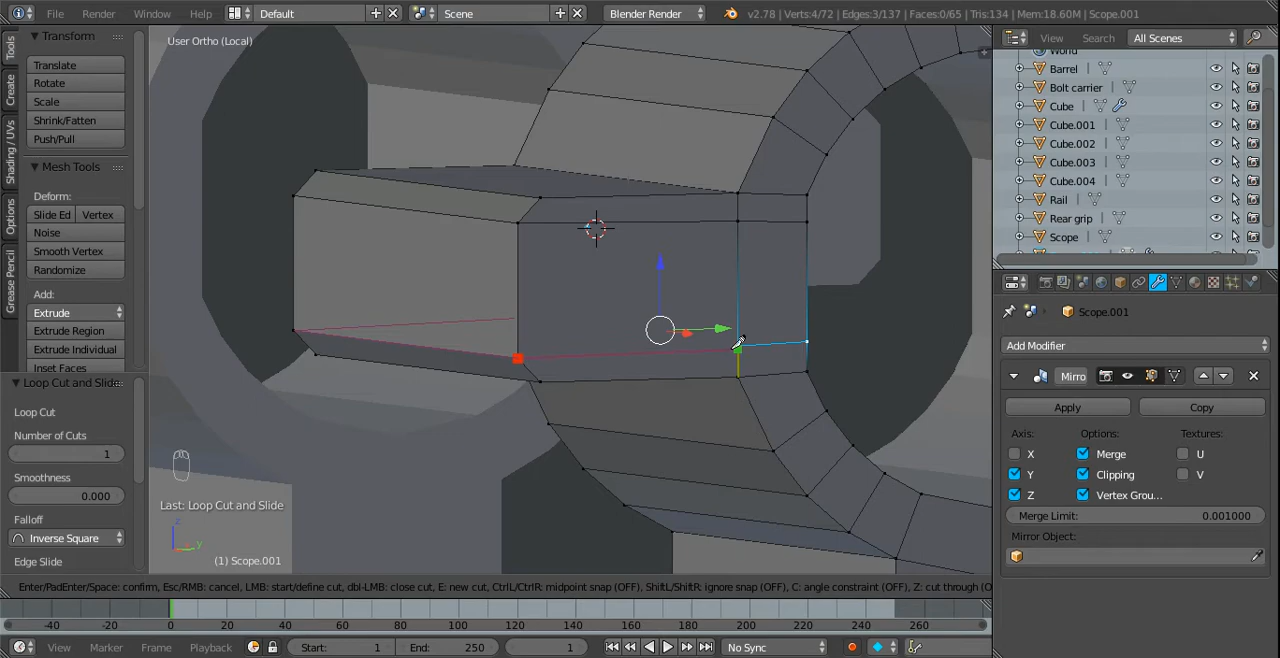 File Render Window Help Default Scene Blender Render v2.78 | Verts:4/72 | Edges:3/137 | Faces:0/65 | Tris:134 | Mem:18.60M | Scope.001
Tools
Create
Shading / UVs
Options
Grease Pencil
Transform
Translate
Rotate
Scale
Shrink/Fatten
Push/Pull
Mesh Tools
Deform:
Slide Ed Vertex
Noise
Smooth Vertex
Randomize
Add:
Extrude
Extrude Region
Extrude Individual
Inset Faces
Loop Cut and Slide
Loop Cut
Number of Cuts
1
Smoothness
0.000
Falloff
Inverse Square
Edge Slide
User Ortho (Local)
Last: Loop Cut and Slide
z
y
(1) Scope.001
Enter/PadEnter/Space: confirm, Esc/RMB: cancel, LMB: start/define cut, dbl-LMB: close cut, E: new cut, CtrlL/CtrlR: midpoint snap (OFF), ShiftL/ShiftR: ignore snap (OFF), C: angle constraint (OFF), Z: cut through (O
-40 -20 0 20 40 60 80 100 120 140 160 180 200 220 240 260
View Marker Frame Playback Start: 1 End: 250 1 No Sync
View Search All Scenes
World
Barrel
Bolt carrier
Cube
Cube.001
Cube.002
Cube.003
Cube.004
Rail
Rear grip
Scope
Scope.001
Add Modifier
Mirro
Apply Copy
Axis: Options: Textures:
X Merge U
Y Clipping V
Z Vertex Grou...
Merge Limit: 0.001000
Mirror Object: